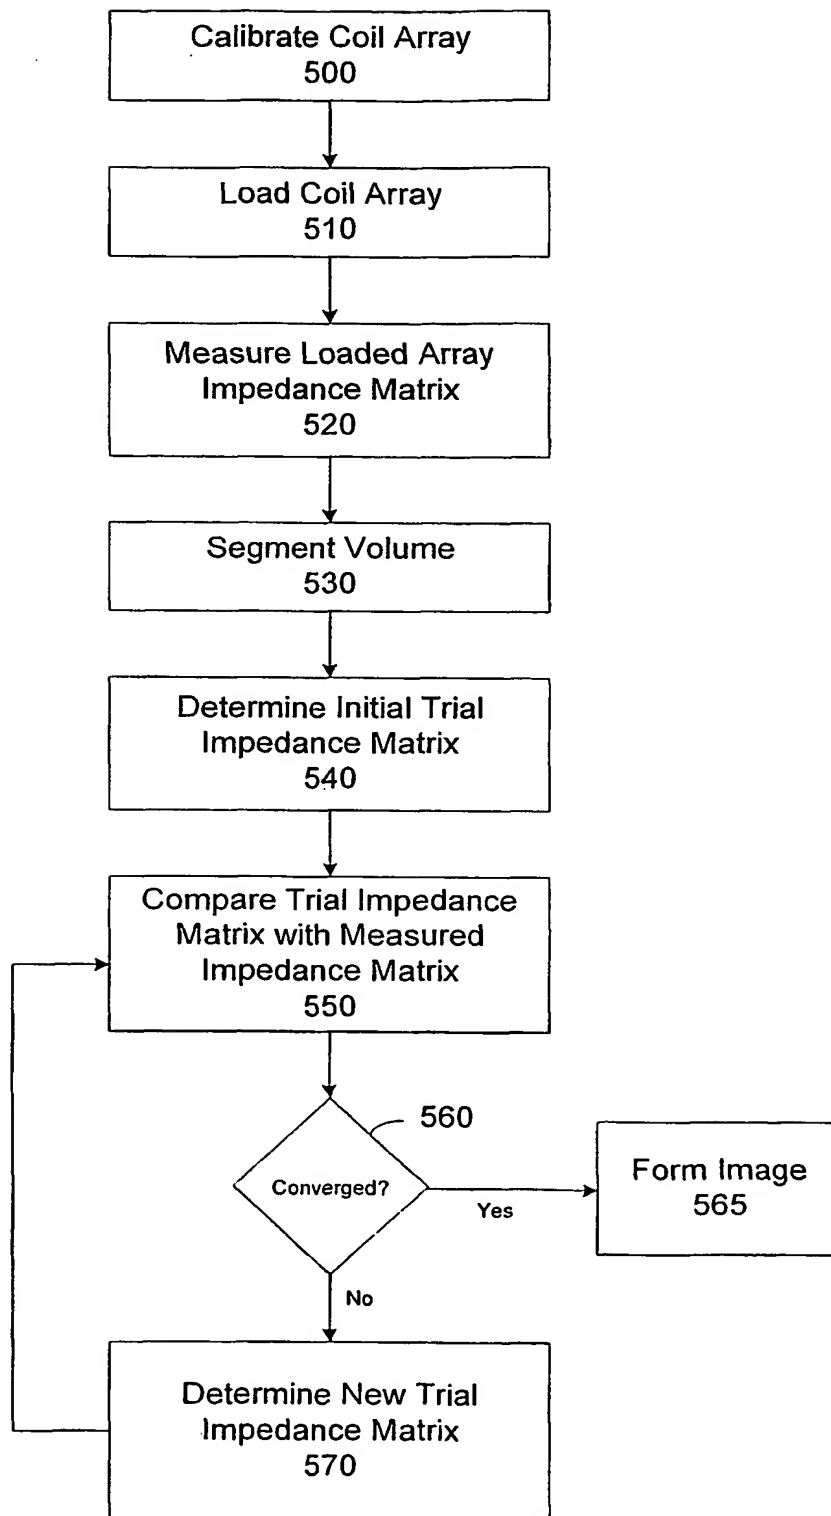 Calibrate Coil Array
500
Load Coil Array
510
Measure Loaded Array
Impedance Matrix
520
Segment Volume
530
Determine Initial Trial
Impedance Matrix
540
Compare Trial Impedance
Matrix with Measured
Impedance Matrix
550
560
Converged?
Yes
Form Image
565
No
Determine New Trial
Impedance Matrix
570